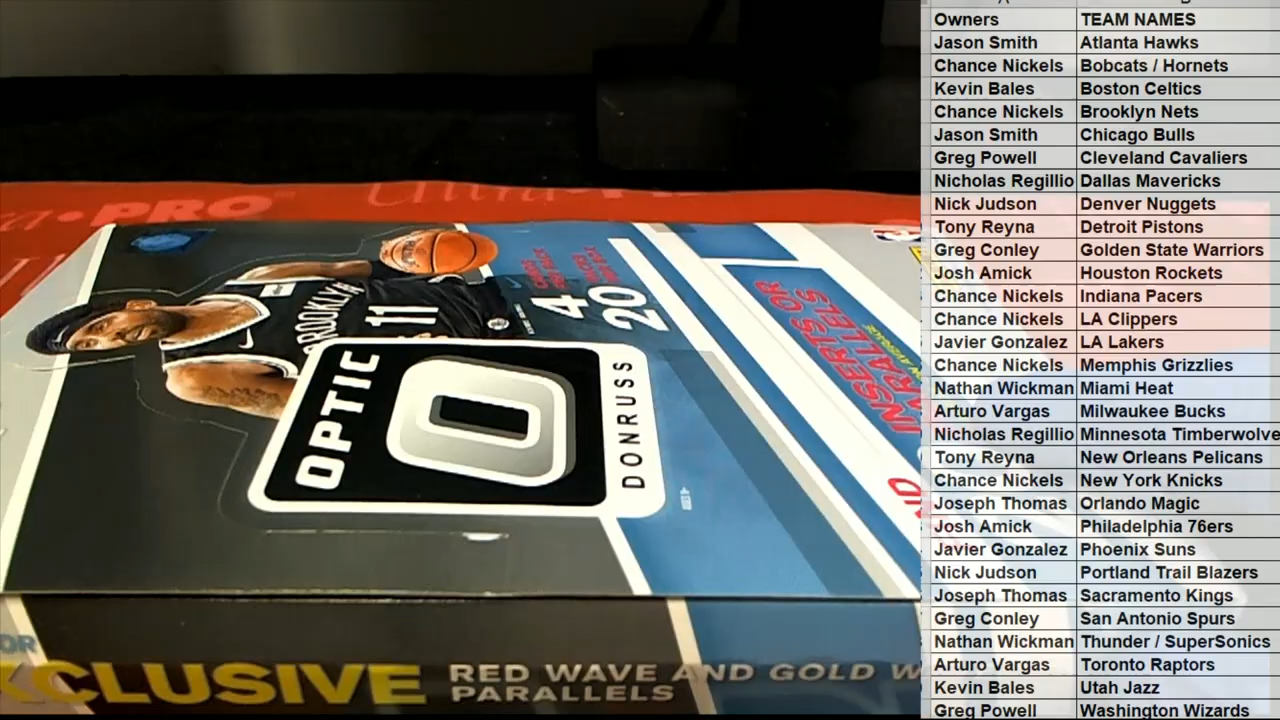 Owners TEAM NAMES
Jason Smith Atlanta Hawks
Chance Nickels Bobcats / Hornets
Kevin Bales Boston Celtics
Chance Nickels Brooklyn Nets
Jason Smith Chicago Bulls
Greg Powell Cleveland Cavaliers
Nicholas Regillio Dallas Mavericks
Nick Judson Denver Nuggets
Tony Reyna Detroit Pistons
Greg Conley Golden State Warriors
Josh Amick Houston Rockets
Chance Nickels Indiana Pacers
Chance Nickels LA Clippers
Javier Gonzalez LA Lakers
Chance Nickels Memphis Grizzlies
Nathan Wickman Miami Heat
Arturo Vargas Milwaukee Bucks
Nicholas Regillio Minnesota Timberwolve
Tony Reyna New Orleans Pelicans
Chance Nickels New York Knicks
Joseph Thomas Orlando Magic
Josh Amick Philadelphia 76ers
Javier Gonzalez Phoenix Suns
Nick Judson Portland Trail Blazers
Joseph Thomas Sacramento Kings
Greg Conley San Antonio Spurs
Nathan Wickman Thunder / SuperSonics
Arturo Vargas Toronto Raptors
Kevin Bales Utah Jazz
Greg Powell Washington Wizards
PRO
BROOKLYN
11
4
20
INSERTS OR
OPTIC
DONRUSS
OR
XCLUSIVE RED WAVE AND GOLD W
PARALLELS